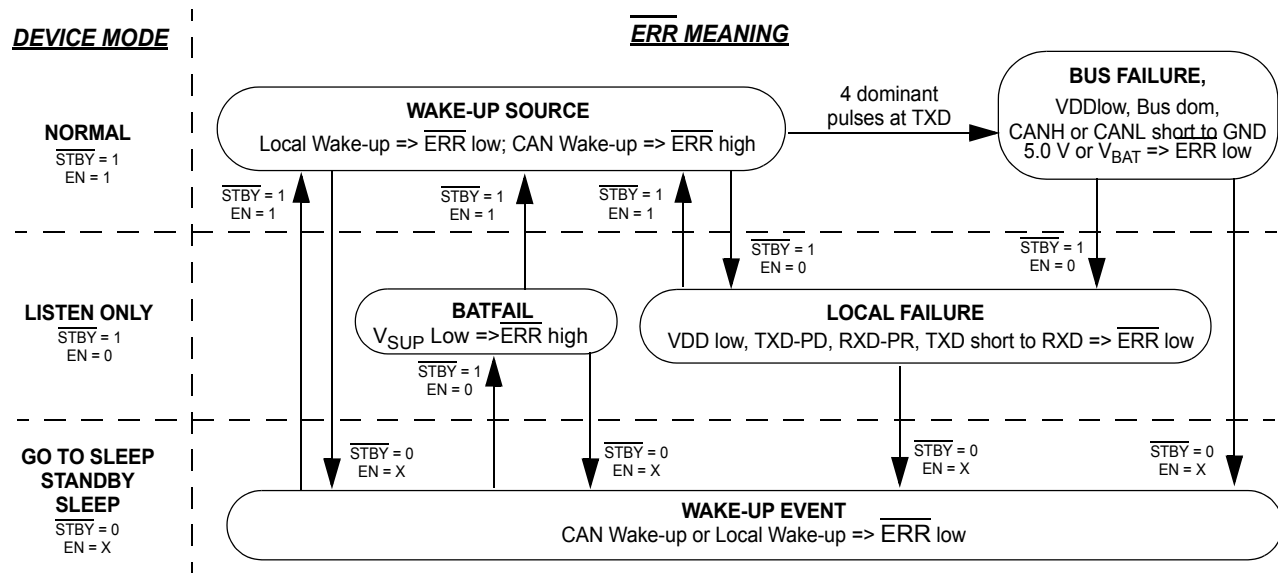 DEVICE MODE
ERR MEANING
NORMAL
STBY = 1
EN = 1
WAKE-UP SOURCE
Local Wake-up => ERR low; CAN Wake-up => ERR high
4 dominant
pulses at TXD
BUS FAILURE,
VDDlow, Bus dom,
CANH or CANL short to GND
5.0 V or VBAT => ERR low
STBY = 1
EN = 1
STBY = 1
EN = 1
STBY = 1
EN = 1
STBY = 1
EN = 0
STBY = 1
EN = 0
LISTEN ONLY
STBY = 1
EN = 0
BATFAIL
VSUP Low =>ERR high
LOCAL FAILURE
VDD low, TXD-PD, RXD-PR, TXD short to RXD => ERR low
STBY = 1
EN = 0
GO TO SLEEP
STANDBY
SLEEP
STBY = 0
EN = X
STBY = 0
EN = X
STBY = 0
EN = X
STBY = 0
EN = X
STBY = 0
EN = X
WAKE-UP EVENT
CAN Wake-up or Local Wake-up => ERR low